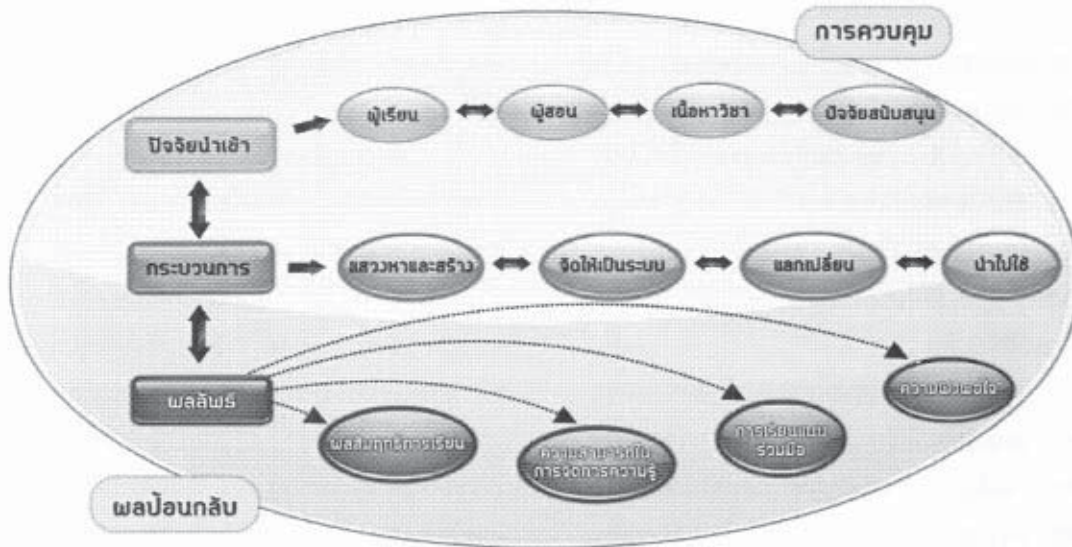 การควบคุม
ผู้เรียน
ผู้สอน
เนื้อหาวิชา
ปัจจัยสนับสนุน
ปัจจัยนำเข้า
กระบวนการ
แสวงหาและสร้าง
จัดให้เป็นระบบ
แลกเปลี่ยน
นำไปใช้
ผลลัพธ์
ความพึงพอใจ
ผลสัมฤทธิ์การเรียน
ความสามารถใน
การจัดการความรู้
การเรียนแบบ
ร่วมมือ
ผลป้อนกลับ